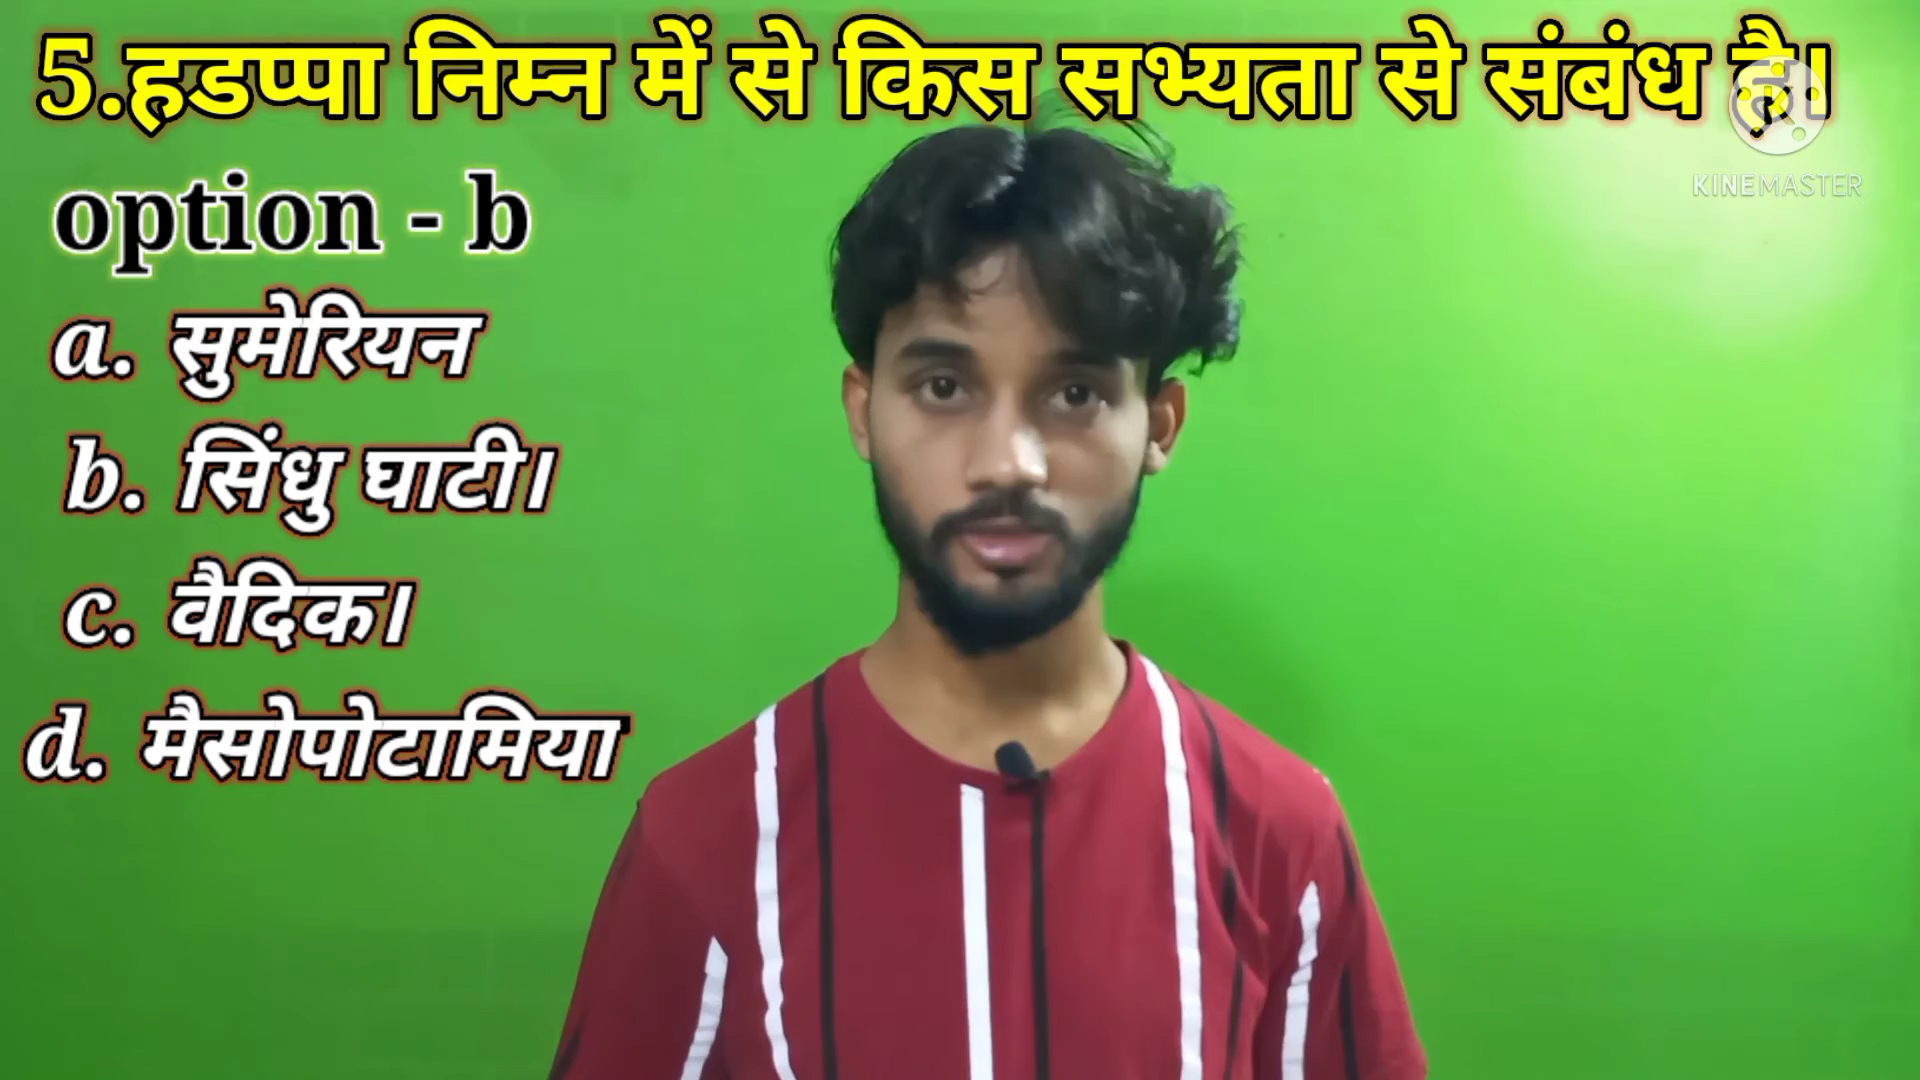 5.हडप्पा निम्न में से किस सभ्यता से संबंध है।
option - b
a. सुमेरियन
b. सिंधु घाटी।
c. वैदिक।
d. मैसोपोटामिया
KINEMASTER